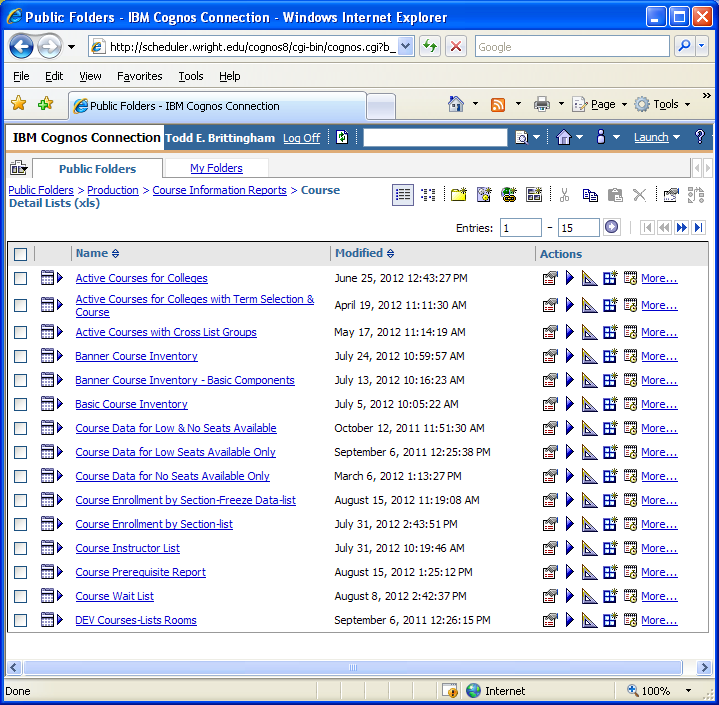 Public Folders - IBM Cognos Connection - Windows Internet Explorer
http://scheduler.wright.edu/cognos8/cgi-bin/cognos.cgi?b_
Google
File Edit View Favorites Tools Help
Public Folders - IBM Cognos Connection
Page Tools »
IBM Cognos Connection Todd E. Brittingham Log Off Launch ?
Public Folders My Folders
Public Folders > Production > Course Information Reports > Course
Detail Lists (xls)
Entries: 1 - 15
Name Modified Actions
Active Courses for Colleges June 25, 2012 12:43:27 PM More...
Active Courses for Colleges with Term Selection &
Course April 19, 2012 11:11:30 AM More...
Active Courses with Cross List Groups May 17, 2012 11:14:19 AM More...
Banner Course Inventory July 24, 2012 10:59:57 AM More...
Banner Course Inventory - Basic Components July 13, 2012 10:16:23 AM More...
Basic Course Inventory July 5, 2012 10:05:22 AM More...
Course Data for Low & No Seats Available October 12, 2011 11:51:30 AM More...
Course Data for Low Seats Available Only September 6, 2011 12:25:38 PM More...
Course Data for No Seats Available Only March 6, 2012 1:13:27 PM More...
Course Enrollment by Section-Freeze Data-list August 15, 2012 11:19:08 AM More...
Course Enrollment by Section-list July 31, 2012 2:43:51 PM More...
Course Instructor List July 31, 2012 10:19:46 AM More...
Course Prerequisite Report August 15, 2012 1:25:12 PM More...
Course Wait List August 8, 2012 2:42:37 PM More...
DEV Courses-Lists Rooms September 6, 2011 12:26:15 PM More...
Done Internet 100%